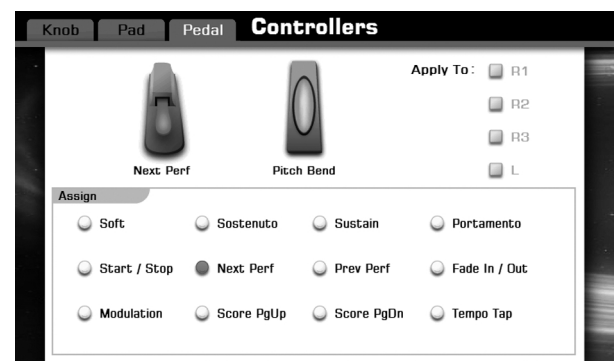 Knob Pad Pedal Controllers
Apply To: R1
R2
R3
L
Next Perf Pitch Bend
Assign
Soft Sostenuto Sustain Portamento
Start / Stop Next Perf Prev Perf Fade In / Out
Modulation Score PgUp Score PgDn Tempo Tap